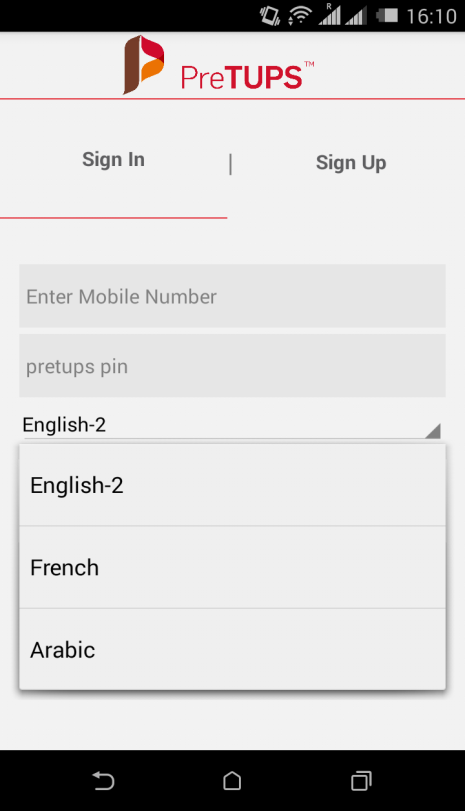 R
16:10
PreTUPS™
Sign In | Sign Up
Enter Mobile Number
pretups pin
English-2
English-2
French
Arabic